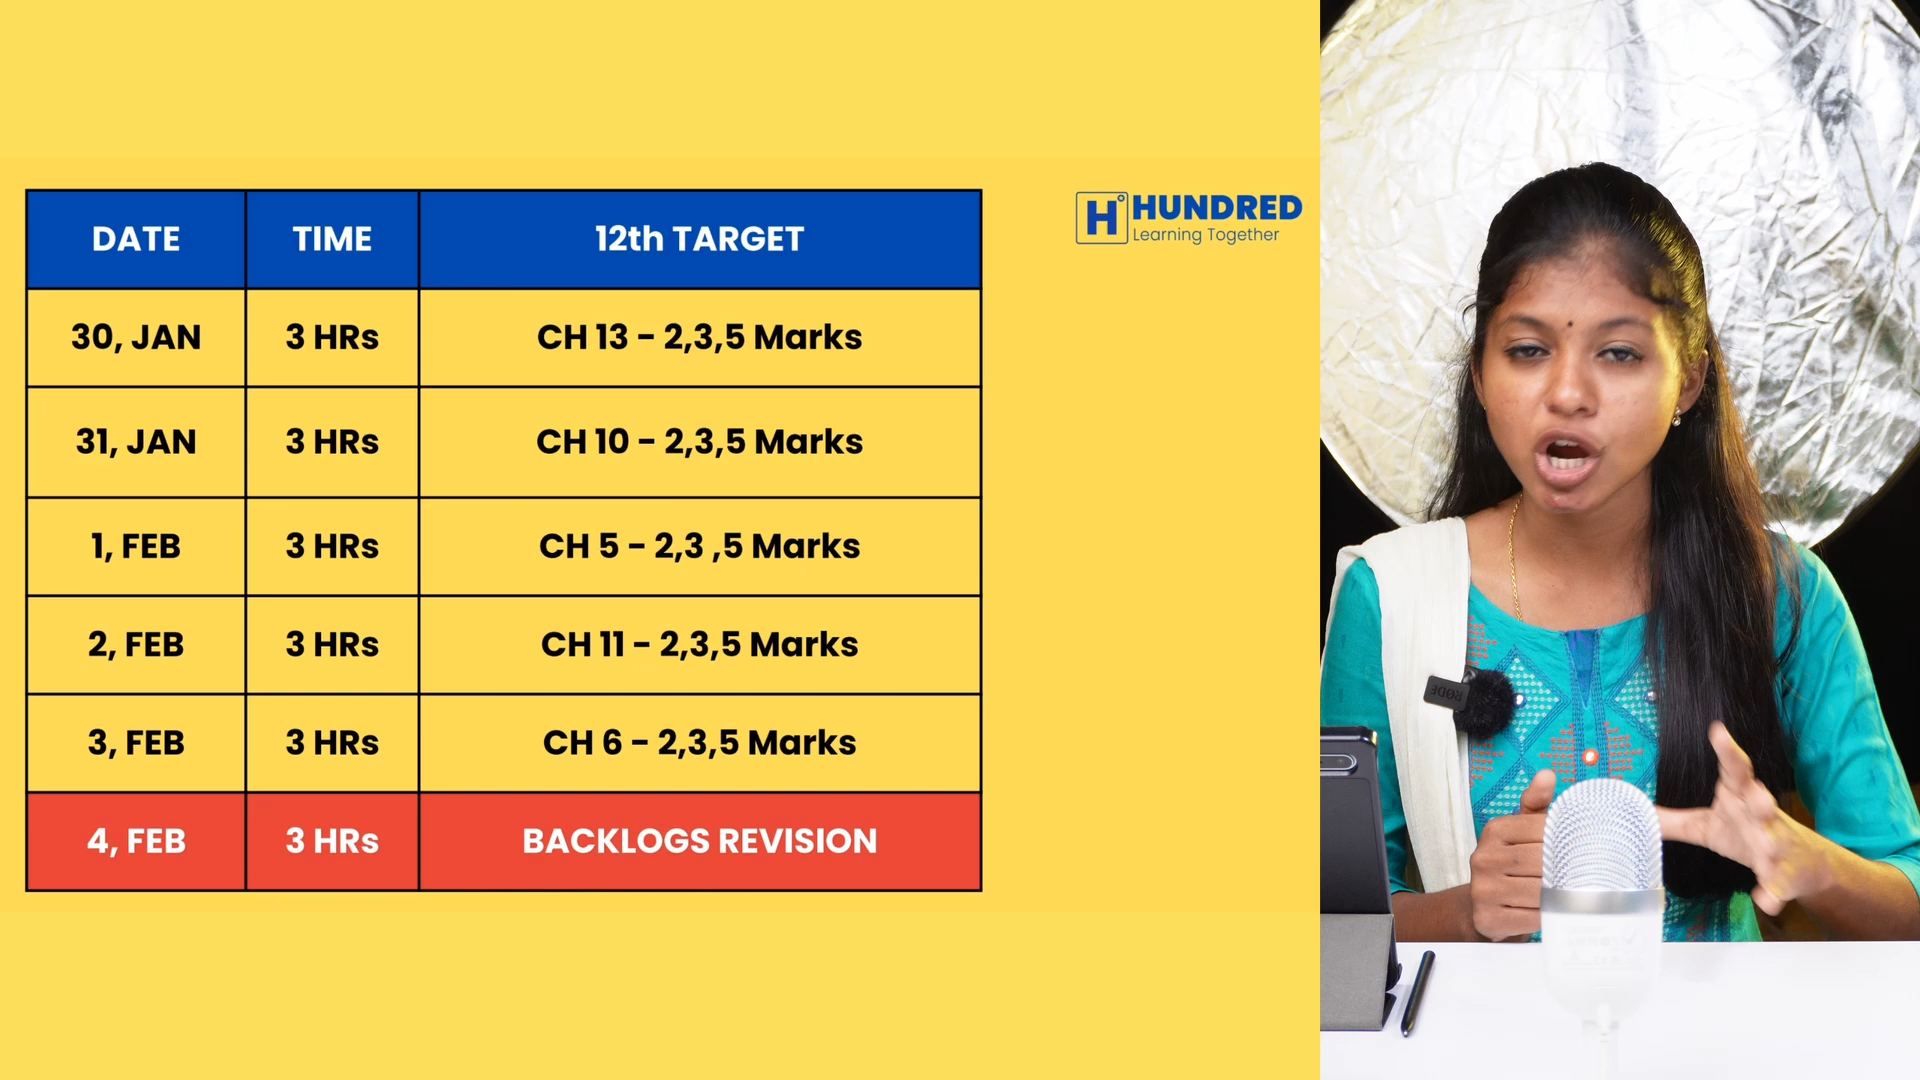 DATE TIME 12th TARGET
30, JAN 3 HRs CH 13 - 2,3,5 Marks
31, JAN 3 HRs CH 10 - 2,3,5 Marks
1, FEB 3 HRs CH 5 - 2,3 ,5 Marks
2, FEB 3 HRs CH 11 - 2,3,5 Marks
3, FEB 3 HRs CH 6 - 2,3,5 Marks
4, FEB 3 HRs BACKLOGS REVISION
H° HUNDRED
Learning Together
RØDE